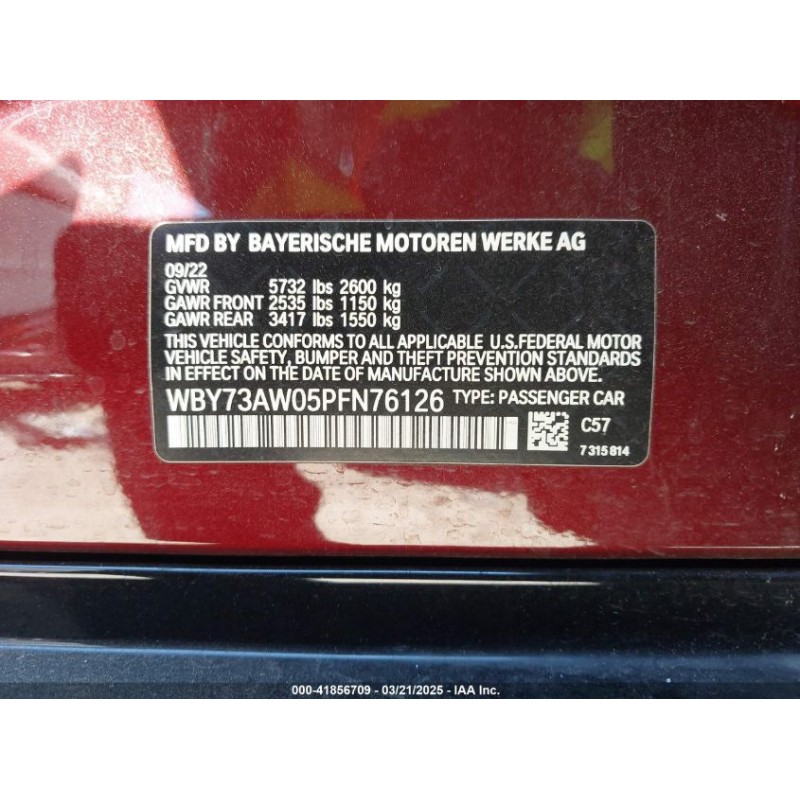 MFD BY BAYERISCHE MOTOREN WERKE AG
09/22
GVWR 5732 lbs 2600 kg
GAWR FRONT 2535 lbs 1150 kg
GAWR REAR 3417 lbs 1550 kg
THIS VEHICLE CONFORMS TO ALL APPLICABLE U.S.FEDERAL MOTOR
VEHICLE SAFETY, BUMPER AND THEFT PREVENTION STANDARDS
IN EFFECT ON THE DATE OF MANUFACTURE SHOWN ABOVE.
WBY73AW05PFN76126 TYPE: PASSENGER CAR
C57
7315814
000-41856709 - 03/21/2025 - IAA Inc.